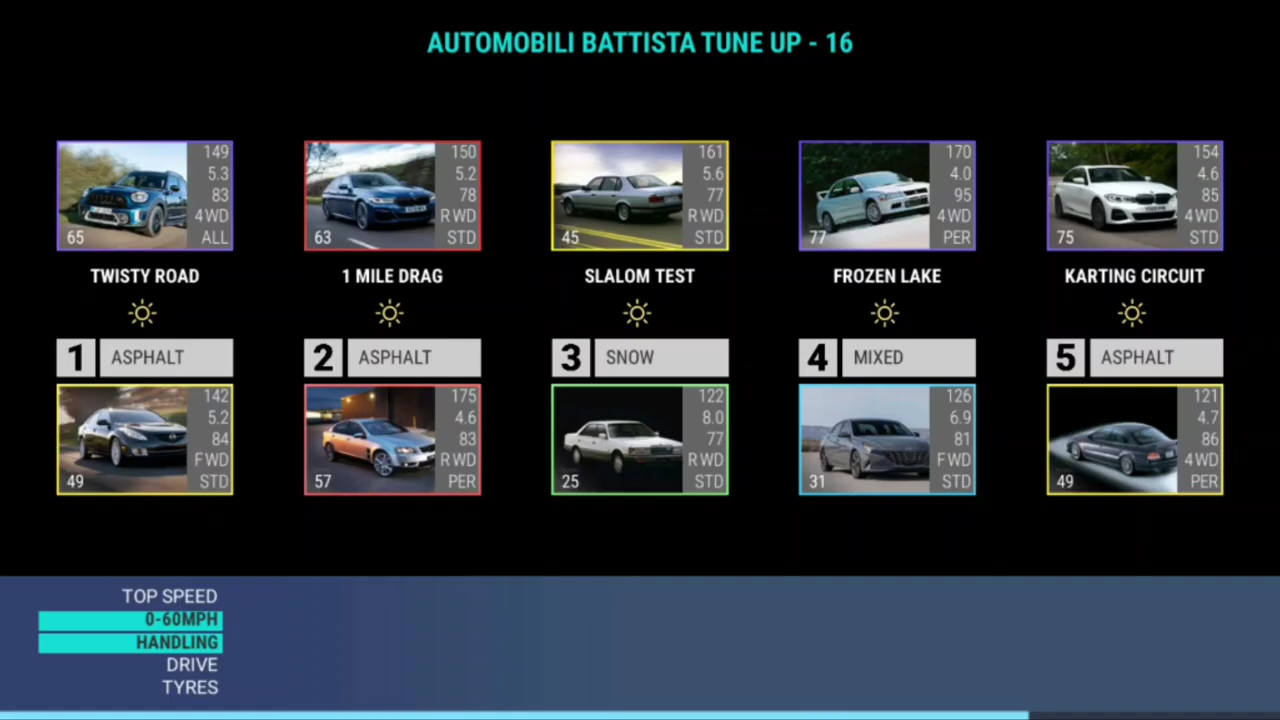 AUTOMOBILI BATTISTA TUNE UP - 16
149
5.3
83
4WD
ALL
65
150
5.2
78
RWD
STD
63
161
5.6
77
RWD
STD
45
170
4.0
95
4WD
PER
77
154
4.6
85
4WD
STD
75
TWISTY ROAD
1 MILE DRAG
SLALOM TEST
FROZEN LAKE
KARTING CIRCUIT
1 ASPHALT
2 ASPHALT
3 SNOW
4 MIXED
5 ASPHALT
142
5.2
84
FWD
STD
49
175
4.6
83
RWD
PER
57
122
8.0
77
RWD
STD
25
126
6.9
81
FWD
STD
31
121
4.7
86
4WD
PER
49
TOP SPEED
0-60MPH
HANDLING
DRIVE
TYRES